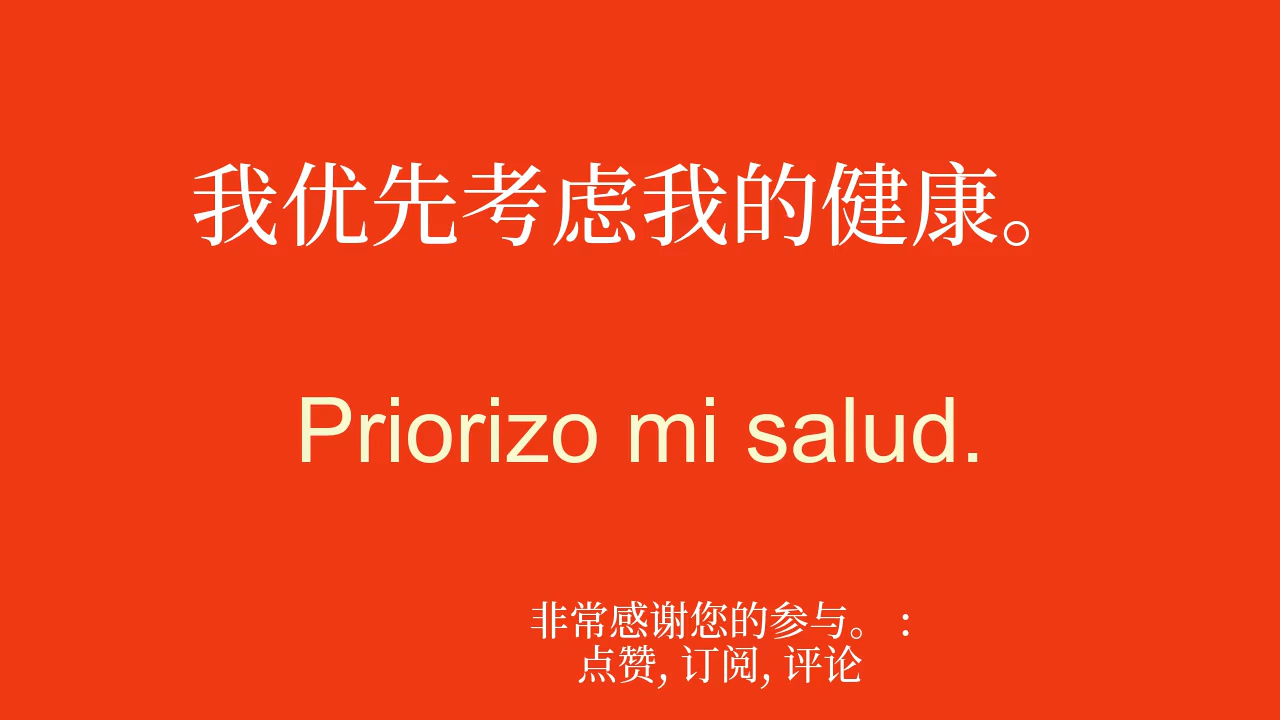 我优先考虑我的健康。
Priorizo mi salud.
非常感谢您的参与。 :
点赞, 订阅, 评论